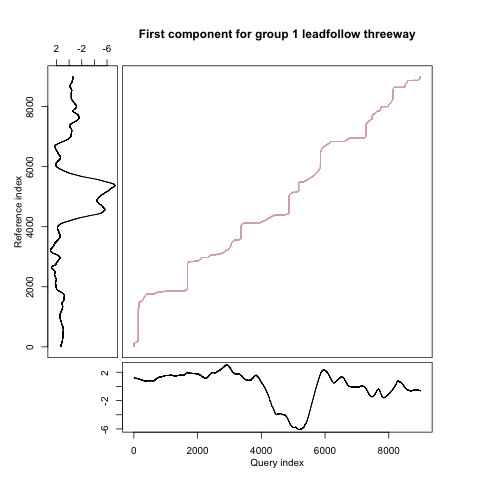 First component for group 1 leadfollow threeway
2 -2 -6
Reference index
8000
6000
4000
2000
0
2
-2
-6
0 2000 4000 6000 8000
Query index